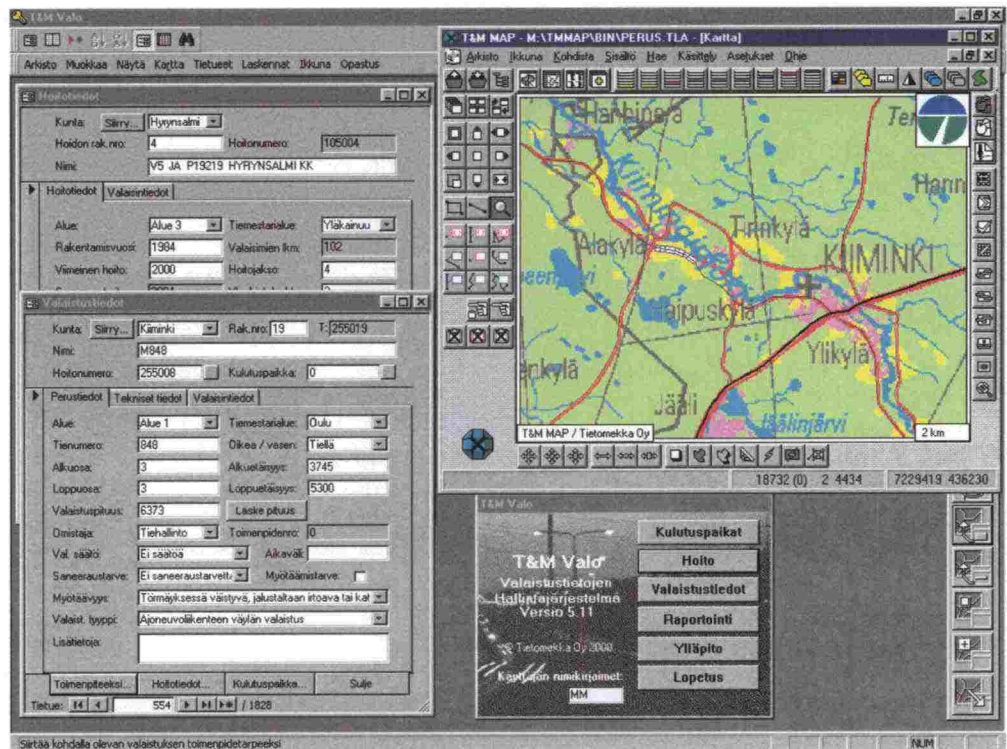 T&M Valo
Arkisto Muokkaa Näytä Kartta Tietueet Laskennat Ikkuna Opastus
Hoitotiedot
Kunta: Siirry... Hyrynsalmi
Hoidon rak.nro: 4 Hoitonumero: 105004
Nimi: V5 JA P19219 HYRYNSALMI KK
Hoitotiedot Valaisintiedot
Alue: Alue 3 Tiemestarialue: Yläkainuu
Rakentamisvuosi: 1984 Valaisimien lkm: 102
Viimeinen hoito: 2000 Hoitojakso: 4
Valaistustiedot
Kunta: Siirry... Kiiminki Rak.nro: 19 T: 255019
Nimi: M848
Hoitonumero: 255008 Kulutuspaikka: 0
Perustiedot Tekniset tiedot Valaisintiedot
Alue: Alue 1 Tiemestarialue: Oulu
Tienumero: 848 Oikea / vasen: Tiellä
Alkuosa: 3 Alkuetäisyys: 3745
Loppuosa: 3 Loppuetäisyys: 5300
Valaistuspituus: 6373 Laske pituus
Omistaja: Tiehallinto Toimenpidenro: 0
Val. säätö: Ei säätöä Aikaväli:
Saneeraustarve: Ei saneeraustarvetta Myötäämistarve:
Myötäävyys: Törmäyksessä väistyvä, jalustaltaan irtoava tai kat
Valaist. tyyppi: Ajoneuvoliikenteen väylän valaistus
Lisätietoja:
Toimenpiteeksi... Hoitotiedot... Kulutuspaikka... Sulje
Tietue: 554 / 1828
Siirtää kohdalla olevan valaistuksen toimenpidetarpeeksi
NUM
T&M MAP - M:\TMMAP\BIN\PERUS.TLA - [Kartta]
Arkisto Ikkuna Kohdista Sisältö Hae Käsittely Asetukset Ohje
Hanhinerä
Kiiminkijoki
Tirinkylä
Alakylä
KIIMINKI
Haipuskylä
Ylikylä
enkylä
Jääli
Jäälinjärvi
T&M MAP / Tietomekka Oy 2 km
18732 (0) 2 4434 7229419 436230
T&M Valo
T&M Valo
Valaistustietojen
Hallintajärjestelmä
Versio 5.11
© Tietomekka Oy 2000
Käyttäjän nimikirjaimet:
MM
Kulutuspaikat
Hoito
Valaistustiedot
Raportointi
Ylläpito
Lopetus